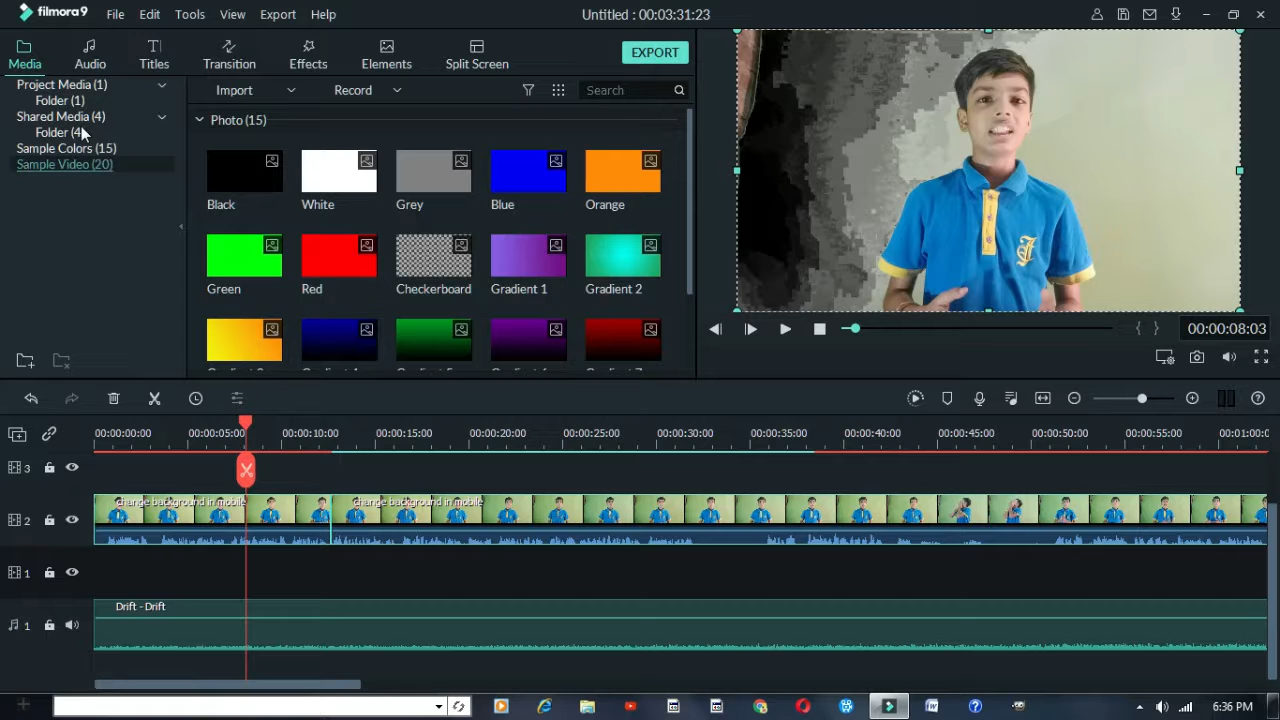 filmora9 File Edit Tools View Export Help Untitled : 00:03:31:23
Media Audio Titles Transition Effects Elements Split Screen EXPORT
Project Media (1)
Folder (1)
Shared Media (4)
Folder (4)
Sample Colors (15)
Sample Video (20)
Import Record Search
Photo (15)
Black White Grey Blue Orange
Green Red Checkerboard Gradient 1 Gradient 2
00:00:08:03
00:00:00:00 00:00:05:00 00:00:10:00 00:00:15:00 00:00:20:00 00:00:25:00 00:00:30:00 00:00:35:00 00:00:40:00 00:00:45:00 00:00:50:00 00:00:55:00 00:01:00:0
3
change background in mobile change background in mobile
2
1
Drift - Drift
1
6:36 PM